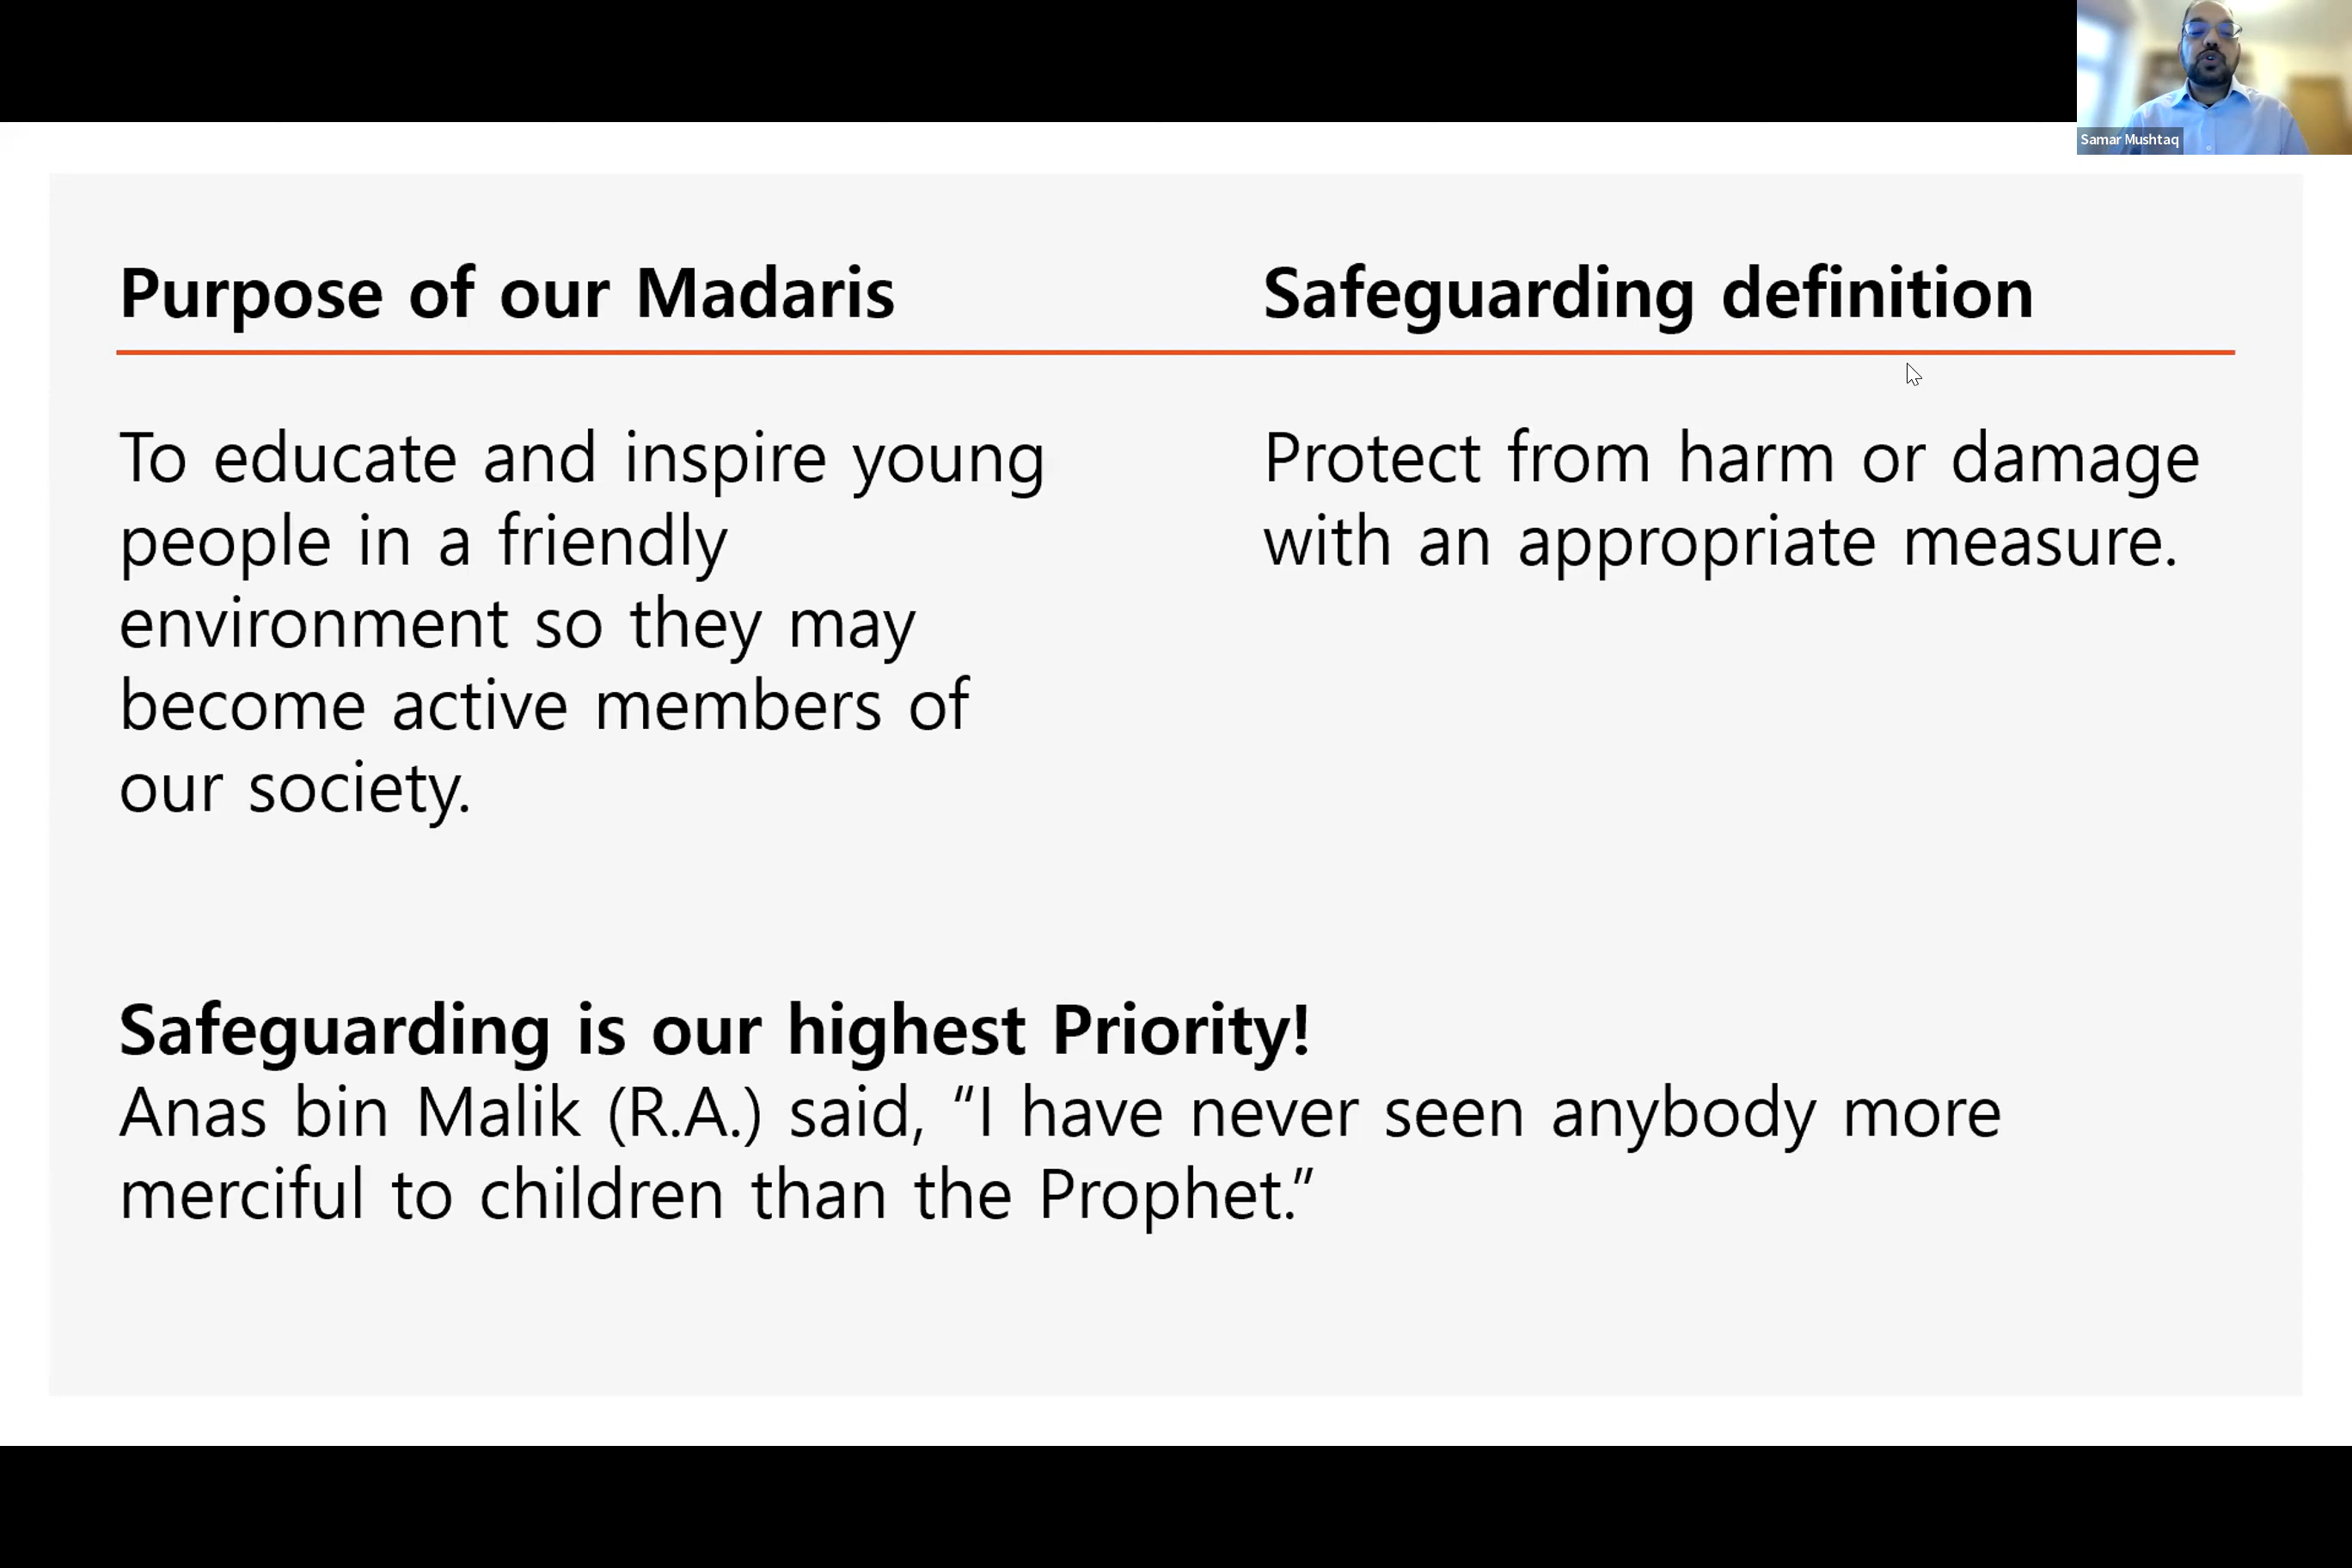 Samar Mushtaq
Purpose of our Madaris
To educate and inspire young
people in a friendly
environment so they may
become active members of
our society.
Safeguarding definition
Protect from harm or damage
with an appropriate measure.
Safeguarding is our highest Priority!
Anas bin Malik (R.A.) said, “I have never seen anybody more
merciful to children than the Prophet.”